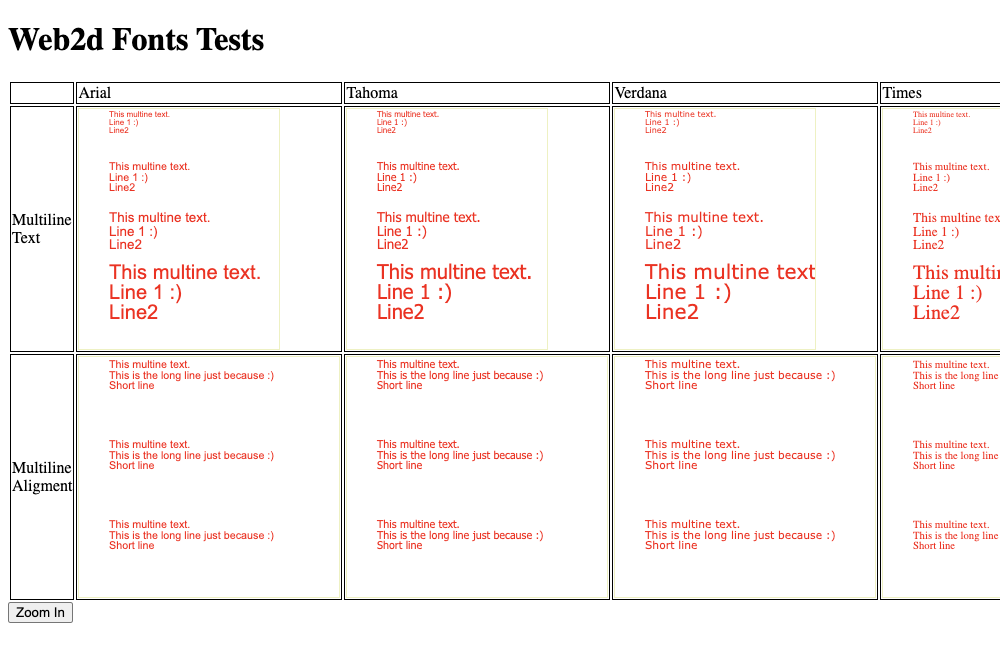 Web2d Fonts Tests
Arial
Tahoma
Verdana
Times
Multiline
Text
This multine text.
Line 1 :)
Line2
This multine text.
Line 1 :)
Line2
This multine text.
Line 1 :)
Line2
This multine text.
Line 1 :)
Line2
This multine text.
Line 1 :)
Line2
This multine text.
Line 1 :)
Line2
This multine text.
Line 1 :)
Line2
This multine text.
Line 1 :)
Line2
This multine text.
Line 1 :)
Line2
This multine text.
Line 1 :)
Line2
This multine text.
Line 1 :)
Line2
This multine text
Line 1 :)
Line2
This multine text.
Line 1 :)
Line2
This multine text.
Line 1 :)
Line2
This multine tex
Line 1 :)
Line2
This multi
Line 1 :)
Line2
Multiline
Aligment
This multine text.
This is the long line just because :)
Short line
This multine text.
This is the long line just because :)
Short line
This multine text.
This is the long line just because :)
Short line
This multine text.
This is the long line just because :)
Short line
This multine text.
This is the long line just because :)
Short line
This multine text.
This is the long line just because :)
Short line
This multine text.
This is the long line just because :)
Short line
This multine text.
This is the long line just because :)
Short line
This multine text.
This is the long line just because :)
Short line
This multine text.
This is the long line
Short line
This multine text.
This is the long line
Short line
This multine text.
This is the long line
Short line
Zoom In